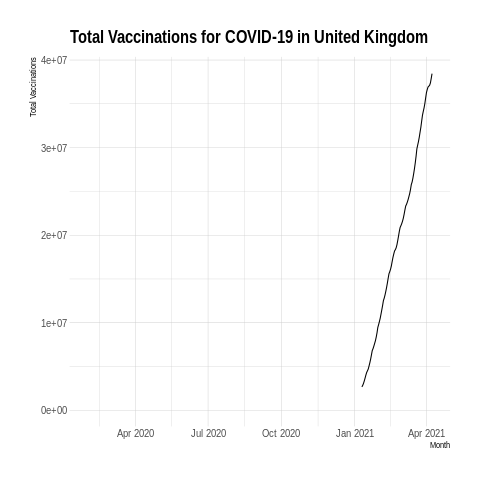 Total Vaccinations for COVID-19 in United Kingdom
Total Vaccinations
4e+07
3e+07
2e+07
1e+07
0e+00
Apr 2020 Jul 2020 Oct 2020 Jan 2021 Apr 2021
Month